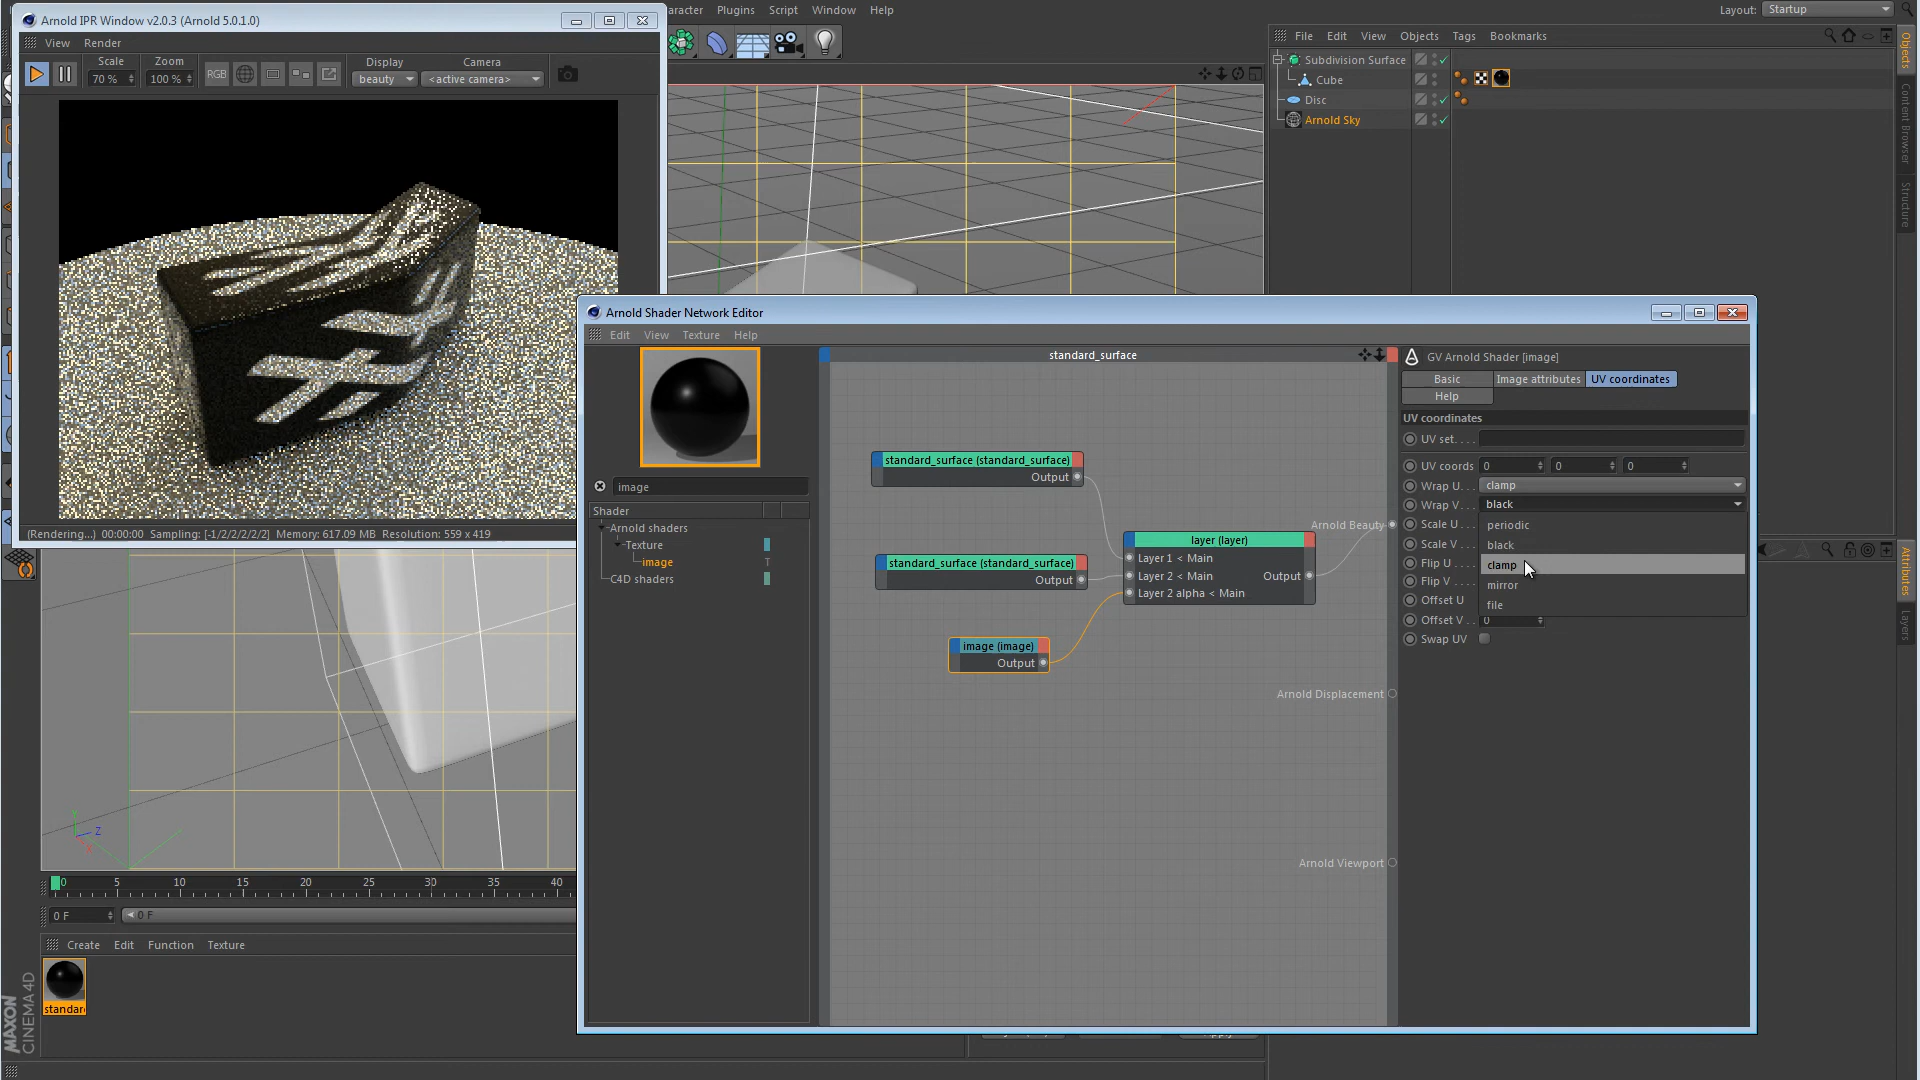 Arnold IPR Window v2.0.3 (Arnold 5.0.1.0)
aracter Plugins Script Window Help
Layout: Startup
View Render
Scale Zoom Display Camera
70 % 100 % RGB beauty <active camera>
File Edit View Objects Tags Bookmarks
Subdivision Surface
Cube
Disc
Arnold Sky
Objects
Content Browser
Structure
(Rendering...) 00:00:00 Sampling: [-1/2/2/2/2/2] Memory: 617.09 MB Resolution: 559 x 419
Arnold Shader Network Editor
Edit View Texture Help
image
Shader
Arnold shaders
Texture
image T
C4D shaders
standard_surface
standard_surface (standard_surface)
Output
standard_surface (standard_surface)
Output
image (image)
Output
layer (layer)
Layer 1 < Main
Layer 2 < Main Output
Layer 2 alpha < Main
Arnold Beauty
Arnold Displacement
Arnold Viewport
GV Arnold Shader [image]
Basic Image attributes UV coordinates
Help
UV coordinates
UV set. . . .
UV coords 0 0 0
Wrap U. . . clamp
Wrap V. . . black
Scale U . . periodic
Scale V black
Flip U . . . . clamp
Flip V . . . . mirror
Offset U file
Offset V . . 0
Swap UV
Attributes
Layers
Y
Z
X
0 5 10 15 20 25 30 35 40
0 F 0 F
Create Edit Function Texture
standar
MAXON
CINEMA 4D